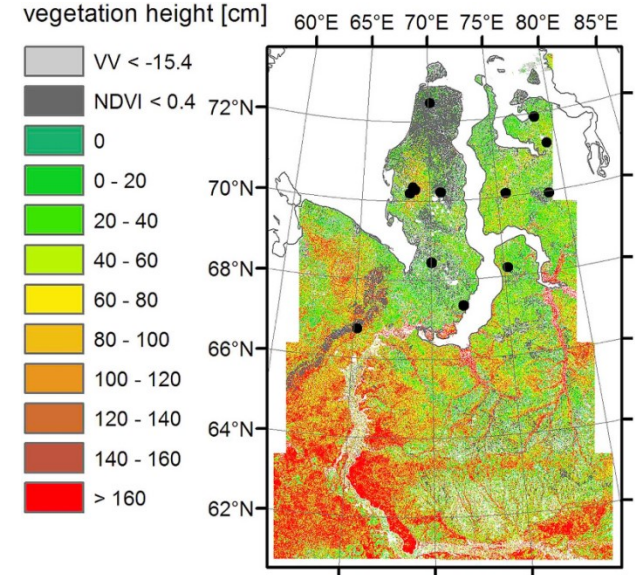 vegetation height [cm]
60°E 65°E 70°E 75°E 80°E 85°E
VV < -15.4
NDVI < 0.4
0
0 - 20
20 - 40
40 - 60
60 - 80
80 - 100
100 - 120
120 - 140
140 - 160
> 160
72°N
70°N
68°N
66°N
64°N
62°N